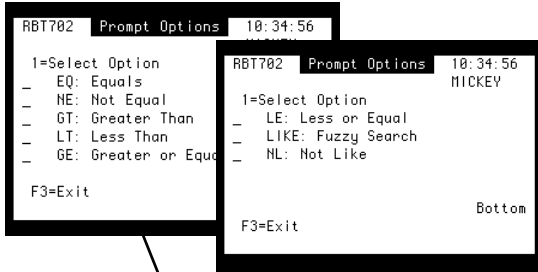 RBT702 Prompt Options 10:34:56
1=Select Option
_ EQ: Equals
_ NE: Not Equal
_ GT: Greater Than
_ LT: Less Than
_ GE: Greater or Equa
F3=Exit
RBT702 Prompt Options 10:34:56
MICKEY
1=Select Option
_ LE: Less or Equal
_ LIKE: Fuzzy Search
_ NL: Not Like
Bottom
F3=Exit